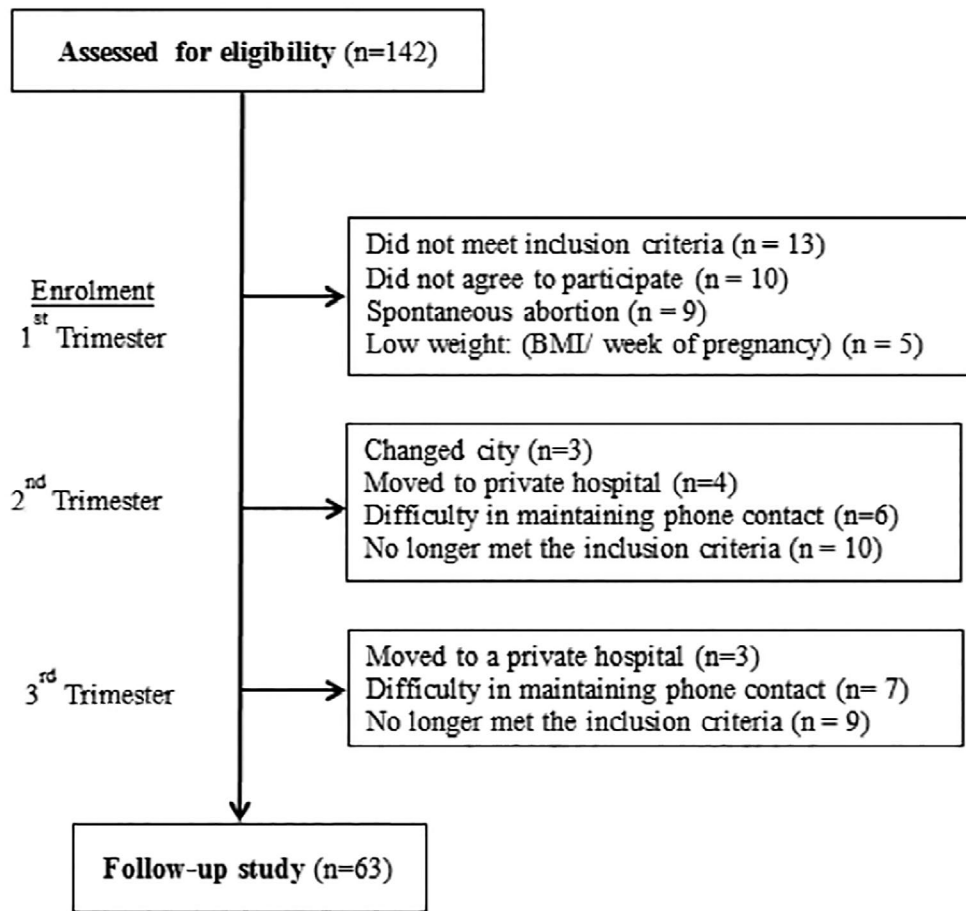 Assessed for eligibility (n=142)
Enrolment
1st Trimester
Did not meet inclusion criteria (n = 13)
Did not agree to participate (n = 10)
Spontaneous abortion (n = 9)
Low weight: (BMI/ week of pregnancy) (n = 5)
2nd Trimester
Changed city (n=3)
Moved to private hospital (n=4)
Difficulty in maintaining phone contact (n=6)
No longer met the inclusion criteria (n = 10)
3rd Trimester
Moved to a private hospital (n=3)
Difficulty in maintaining phone contact (n= 7)
No longer met the inclusion criteria (n = 9)
Follow-up study (n=63)